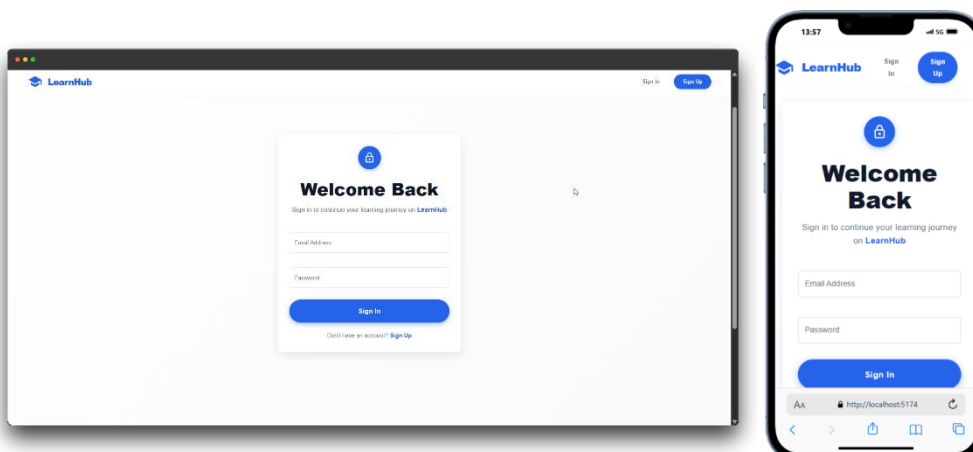 LearnHub
Sign In
Sign Up
Welcome Back
Sign in to continue your learning journey on LearnHub
Email Address
Password
Sign In
Don't have an account? Sign Up
13:57
5G
LearnHub
Sign
In
Sign
Up
Welcome
Back
Sign in to continue your learning journey
on LearnHub
Email Address
Password
Sign In
AA
http://localhost:5174